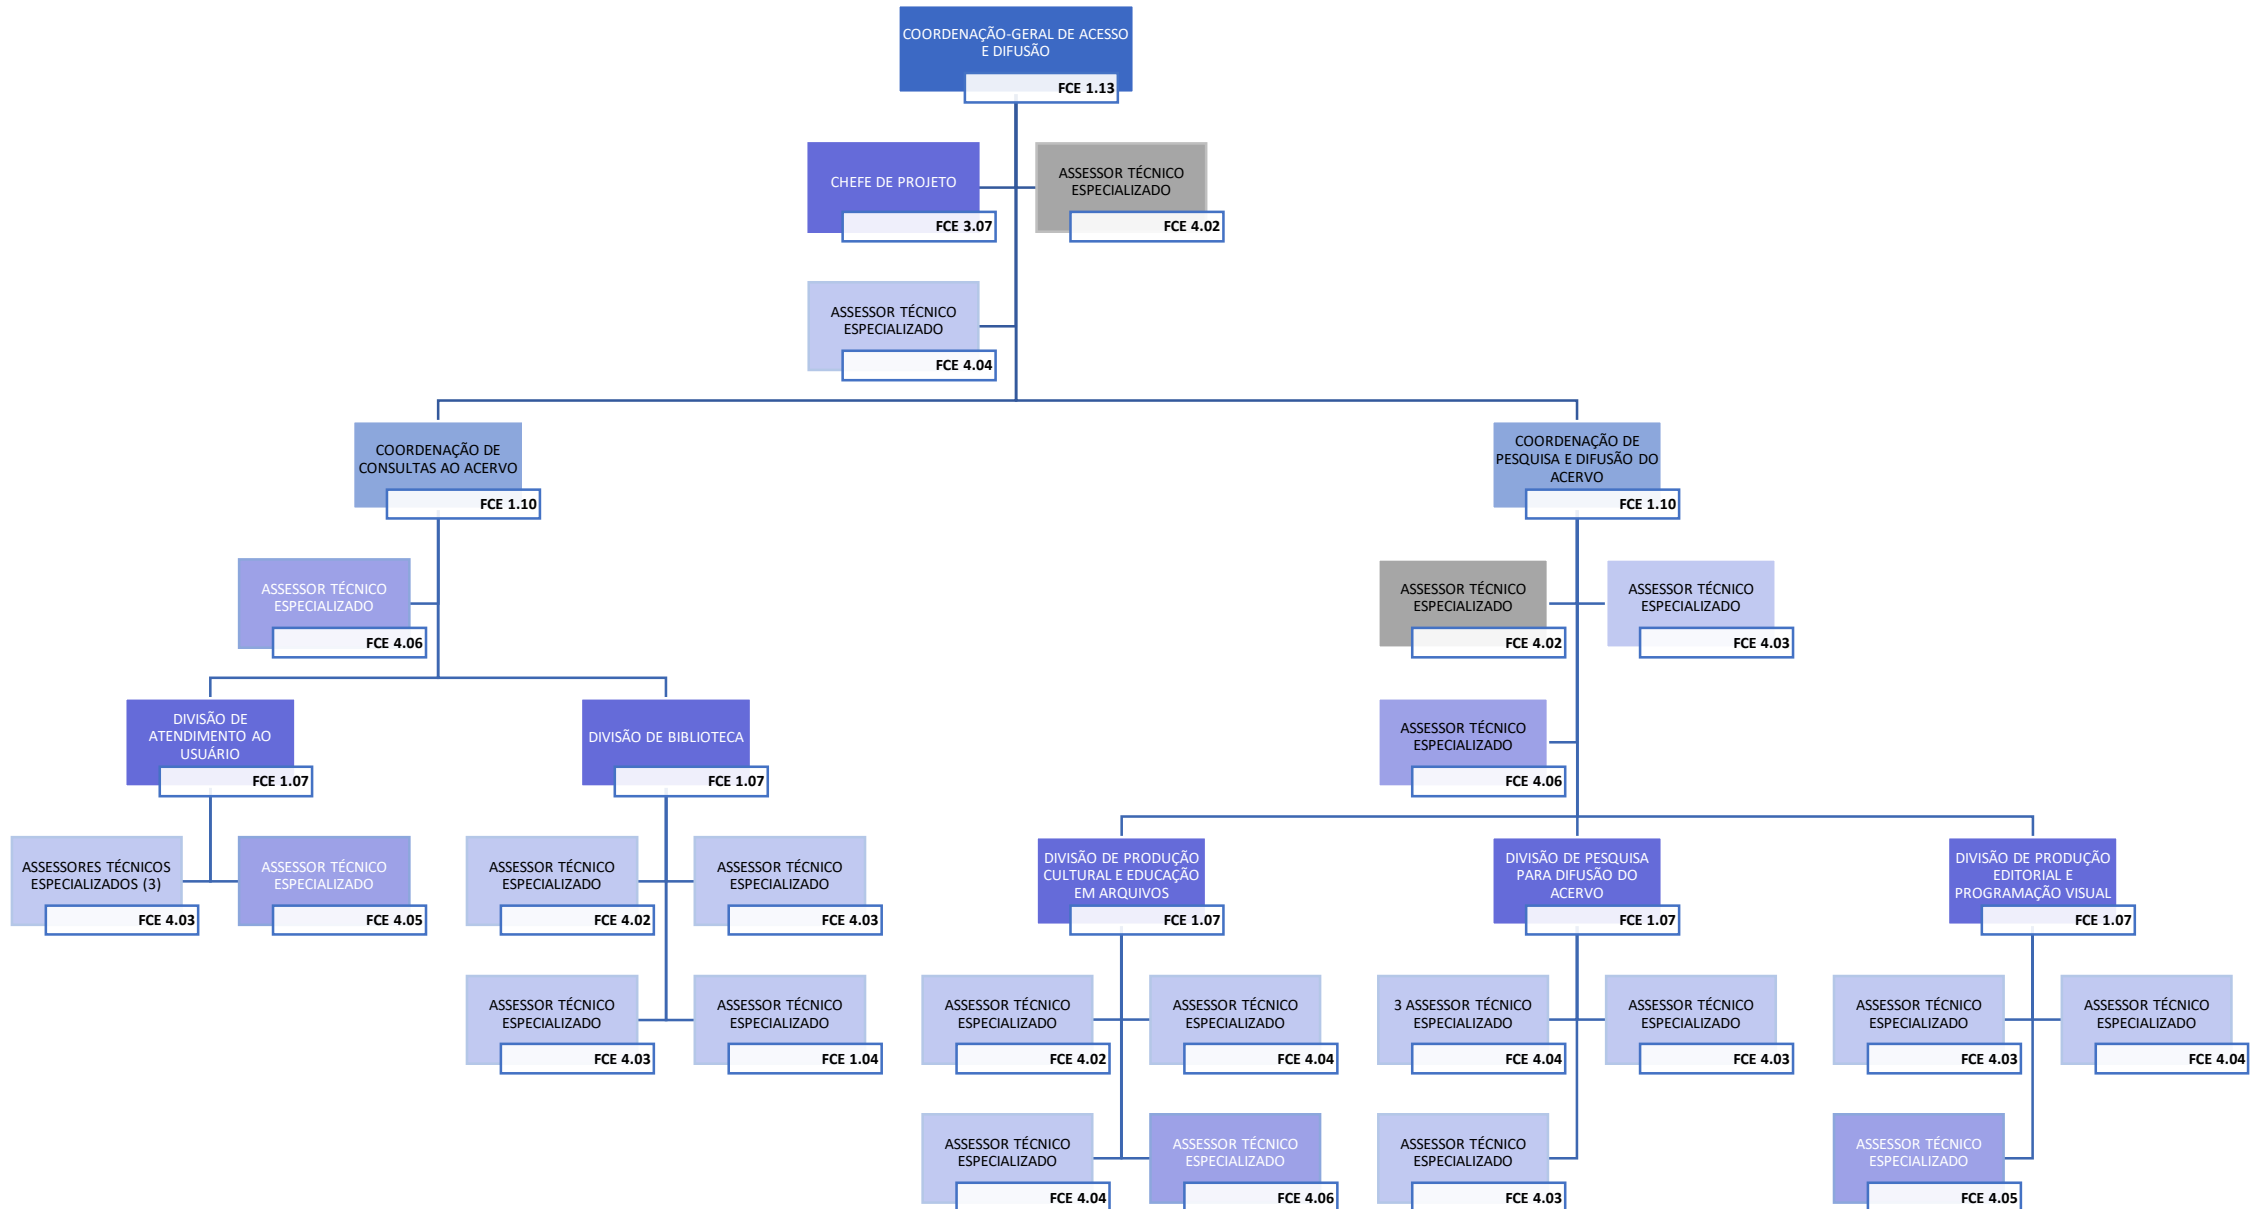 COORDENAÇÃO-GERAL DE ACESSO
E DIFUSÃO
FCE 1.13
CHEFE DE PROJETO
FCE 3.07
ASSESSOR TÉCNICO
ESPECIALIZADO
FCE 4.02
ASSESSOR TÉCNICO
ESPECIALIZADO
FCE 4.04
COORDENAÇÃO DE
CONSULTAS AO ACERVO
FCE 1.10
COORDENAÇÃO DE
PESQUISA E DIFUSÃO DO
ACERVO
FCE 1.10
ASSESSOR TÉCNICO
ESPECIALIZADO
FCE 4.06
ASSESSOR TÉCNICO
ESPECIALIZADO
FCE 4.02
ASSESSOR TÉCNICO
ESPECIALIZADO
FCE 4.03
DIVISÃO DE
ATENDIMENTO AO
USUÁRIO
FCE 1.07
DIVISÃO DE BIBLIOTECA
FCE 1.07
ASSESSOR TÉCNICO
ESPECIALIZADO
FCE 4.06
ASSESSORES TÉCNICOS
ESPECIALIZADOS (3)
FCE 4.03
ASSESSOR TÉCNICO
ESPECIALIZADO
FCE 4.05
ASSESSOR TÉCNICO
ESPECIALIZADO
FCE 4.02
ASSESSOR TÉCNICO
ESPECIALIZADO
FCE 4.03
DIVISÃO DE PRODUÇÃO
CULTURAL E EDUCAÇÃO
EM ARQUIVOS
FCE 1.07
DIVISÃO DE PESQUISA
PARA DIFUSÃO DO
ACERVO
FCE 1.07
DIVISÃO DE PRODUÇÃO
EDITORIAL E
PROGRAMAÇÃO VISUAL
FCE 1.07
ASSESSOR TÉCNICO
ESPECIALIZADO
FCE 4.03
ASSESSOR TÉCNICO
ESPECIALIZADO
FCE 1.04
ASSESSOR TÉCNICO
ESPECIALIZADO
FCE 4.02
ASSESSOR TÉCNICO
ESPECIALIZADO
FCE 4.04
3 ASSESSOR TÉCNICO
ESPECIALIZADO
FCE 4.04
ASSESSOR TÉCNICO
ESPECIALIZADO
FCE 4.03
ASSESSOR TÉCNICO
ESPECIALIZADO
FCE 4.03
ASSESSOR TÉCNICO
ESPECIALIZADO
FCE 4.04
ASSESSOR TÉCNICO
ESPECIALIZADO
FCE 4.04
ASSESSOR TÉCNICO
ESPECIALIZADO
FCE 4.06
ASSESSOR TÉCNICO
ESPECIALIZADO
FCE 4.03
ASSESSOR TÉCNICO
ESPECIALIZADO
FCE 4.05